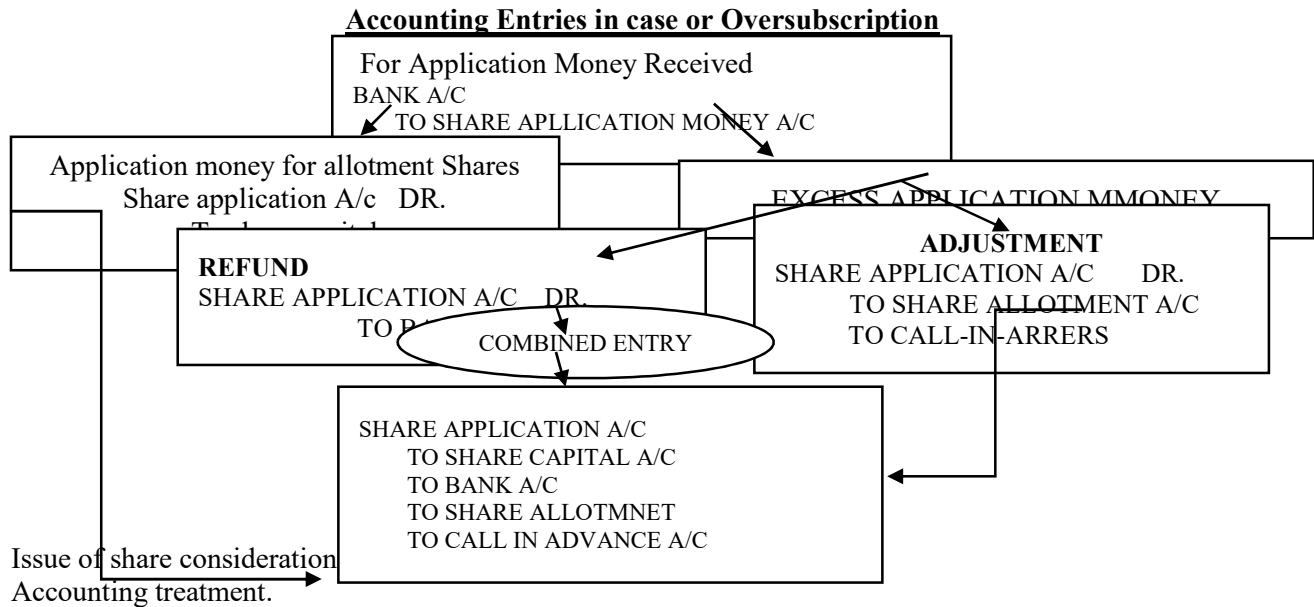 Accounting Entries in case or Oversubscription
For Application Money Received
BANK A/C
TO SHARE APLLICATION MONEY A/C
Application money for allotment Shares
Share application A/c DR.
EXCESS APPLICATION MMONEY
REFUND
SHARE APPLICATION A/C DR.
TO
ADJUSTMENT
SHARE APPLICATION A/C DR.
TO SHARE ALLOTMENT A/C
TO CALL-IN-ARRERS
COMBINED ENTRY
SHARE APPLICATION A/C
TO SHARE CAPITAL A/C
TO BANK A/C
TO SHARE ALLOTMNET
TO CALL IN ADVANCE A/C
Issue of share consideration
Accounting treatment.